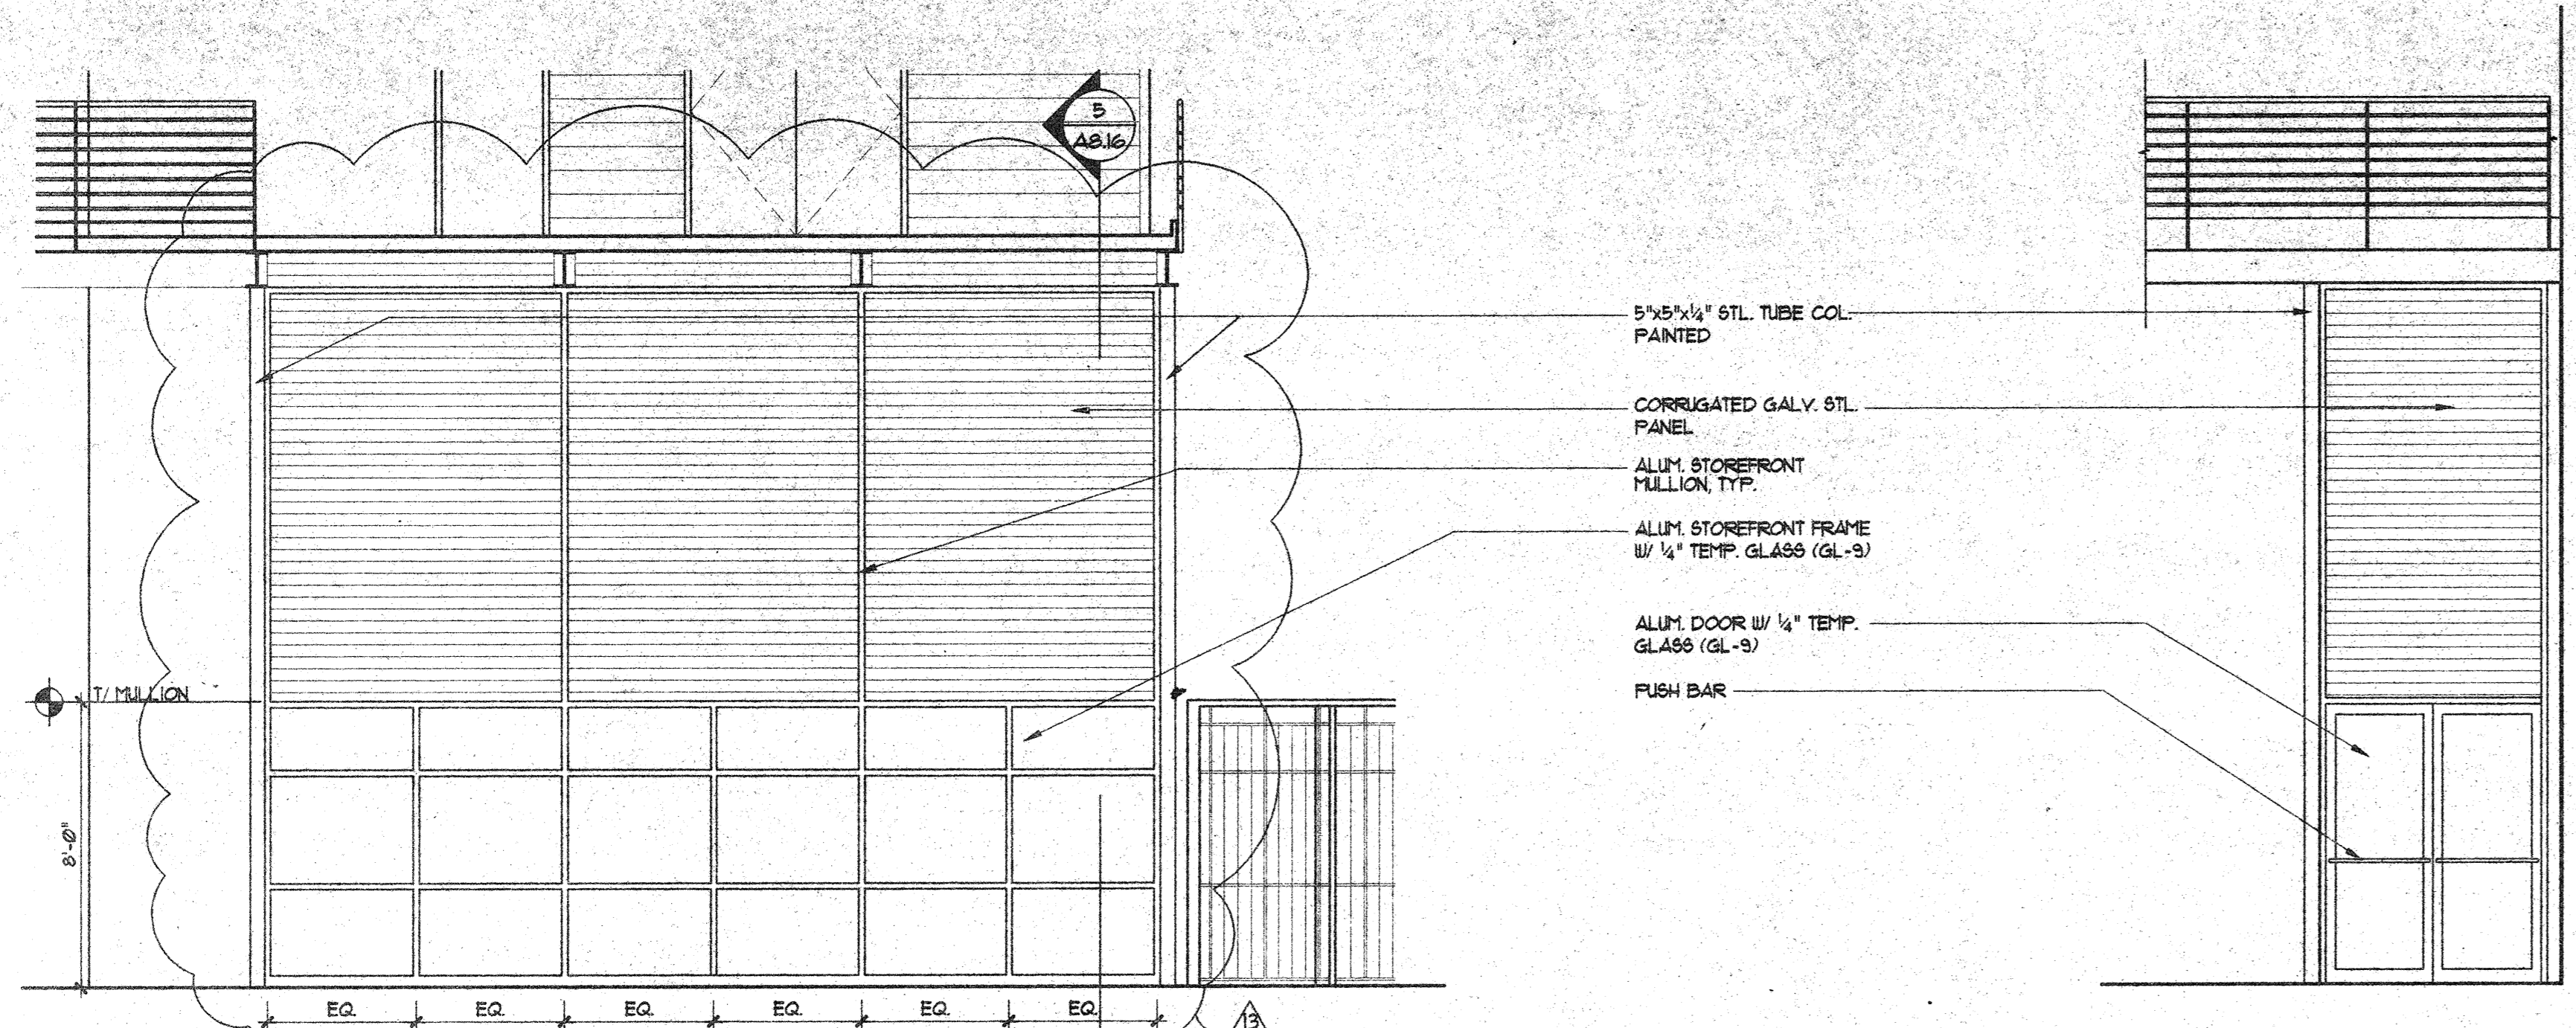 5
A8.16
5"x5"x¼" STL. TUBE COL.
PAINTED
CORRUGATED GALV. STL.
PANEL
ALUM. STOREFRONT
MULLION, TYP.
ALUM. STOREFRONT FRAME
W/ ¼" TEMP. GLASS (GL-9)
ALUM. DOOR W/ ¼" TEMP.
GLASS (GL-9)
PUSH BAR
T/ MULLION
8'-0"
EQ. EQ. EQ. EQ. EQ. EQ.
13